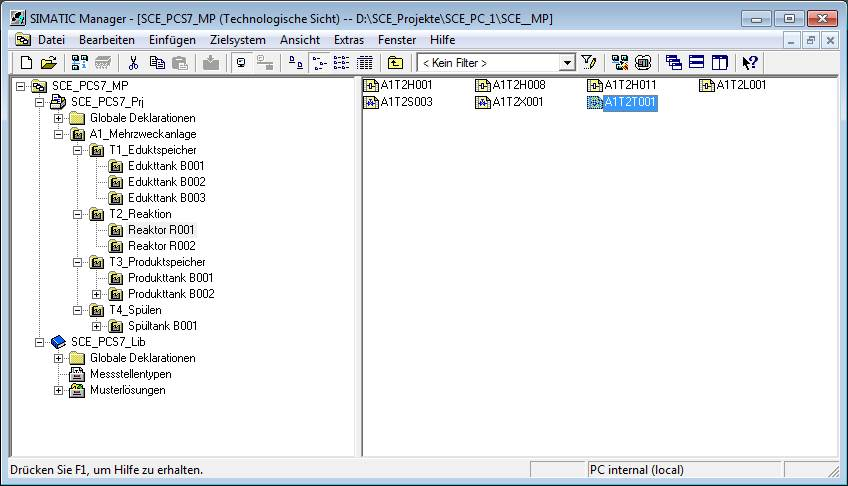 SIMATIC Manager - [SCE_PCS7_MP (Technologische Sicht) -- D:\SCE_Projekte\SCE_PC_1\SCE__MP]
Datei Bearbeiten Einfügen Zielsystem Ansicht Extras Fenster Hilfe
< Kein Filter >
SCE_PCS7_MP
SCE_PCS7_Prj
Globale Deklarationen
A1_Mehrzweckanlage
T1_Eduktspeicher
Edukttank B001
Edukttank B002
Edukttank B003
T2_Reaktion
Reaktor R001
Reaktor R002
T3_Produktspeicher
Produkttank B001
Produkttank B002
T4_Spülen
Spültank B001
SCE_PCS7_Lib
Globale Deklarationen
Messstellentypen
Musterlösungen
A1T2H001 A1T2H008 A1T2H011 A1T2L001
A1T2S003 A1T2X001 A1T2T001
Drücken Sie F1, um Hilfe zu erhalten. PC internal (local)